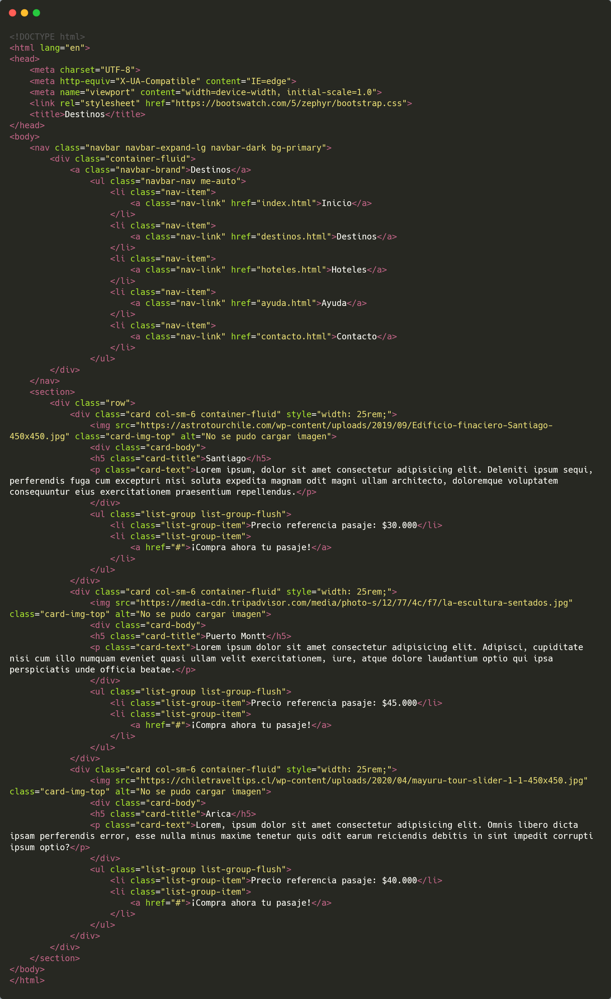 <!DOCTYPE html>
<html lang="en">
<head>
    <meta charset="UTF-8">
    <meta http-equiv="X-UA-Compatible" content="IE=edge">
    <meta name="viewport" content="width=device-width, initial-scale=1.0">
    <link rel="stylesheet" href="https://bootswatch.com/5/zephyr/bootstrap.css">
    <title>Destinos</title>
</head>
<body>
    <nav class="navbar navbar-expand-lg navbar-dark bg-primary">
        <div class="container-fluid">
            <a class="navbar-brand">Destinos</a>
                <ul class="navbar-nav me-auto">
                    <li class="nav-item">
                        <a class="nav-link" href="index.html">Inicio</a>
                    </li>
                    <li class="nav-item">
                        <a class="nav-link" href="destinos.html">Destinos</a>
                    </li>
                    <li class="nav-item">
                        <a class="nav-link" href="hoteles.html">Hoteles</a>
                    </li>
                    <li class="nav-item">
                        <a class="nav-link" href="ayuda.html">Ayuda</a>
                    </li>
                    <li class="nav-item">
                        <a class="nav-link" href="contacto.html">Contacto</a>
                    </li>
                </ul>
        </div>
    </nav>
    <section>
        <div class="row">
            <div class="card col-sm-6 container-fluid" style="width: 25rem;">
                <img src="https://astrotourchile.com/wp-content/uploads/2019/09/Edificio-finaciero-Santiago-
450x450.jpg" class="card-img-top" alt="No se pudo cargar imagen">
                <div class="card-body">
                <h5 class="card-title">Santiago</h5>
                <p class="card-text">Lorem ipsum, dolor sit amet consectetur adipisicing elit. Deleniti ipsum sequi,
perferendis fuga cum excepturi nisi soluta expedita magnam odit magni ullam architecto, doloremque voluptatem
consequuntur eius exercitationem praesentium repellendus.</p>
                </div>
                <ul class="list-group list-group-flush">
                    <li class="list-group-item">Precio referencia pasaje: $30.000</li>
                    <li class="list-group-item">
                        <a href="#">¡Compra ahora tu pasaje!</a>
                    </li>
                </ul>
            </div>
            <div class="card col-sm-6 container-fluid" style="width: 25rem;">
                <img src="https://media-cdn.tripadvisor.com/media/photo-s/12/77/4c/f7/la-escultura-sentados.jpg"
class="card-img-top" alt="No se pudo cargar imagen">
                <div class="card-body">
                <h5 class="card-title">Puerto Montt</h5>
                <p class="card-text">Lorem ipsum dolor sit amet consectetur adipisicing elit. Adipisci, cupiditate
nisi cum illo numquam eveniet quasi ullam velit exercitationem, iure, atque dolore laudantium optio qui ipsa
perspiciatis unde officia beatae.</p>
                </div>
                <ul class="list-group list-group-flush">
                    <li class="list-group-item">Precio referencia pasaje: $45.000</li>
                    <li class="list-group-item">
                        <a href="#">¡Compra ahora tu pasaje!</a>
                    </li>
                </ul>
            </div>
            <div class="card col-sm-6 container-fluid" style="width: 25rem;">
                <img src="https://chiletraveltips.cl/wp-content/uploads/2020/04/mayuru-tour-slider-1-1-450x450.jpg"
class="card-img-top" alt="No se pudo cargar imagen">
                <div class="card-body">
                <h5 class="card-title">Arica</h5>
                <p class="card-text">Lorem, ipsum dolor sit amet consectetur adipisicing elit. Omnis libero dicta
ipsam perferendis error, esse nulla minus maxime tenetur quis odit earum reiciendis debitis in sint impedit corrupti
ipsum optio?</p>
                </div>
                <ul class="list-group list-group-flush">
                    <li class="list-group-item">Precio referencia pasaje: $40.000</li>
                    <li class="list-group-item">
                        <a href="#">¡Compra ahora tu pasaje!</a>
                    </li>
                </ul>
            </div>
        </div>
    </section>
</body>
</html>